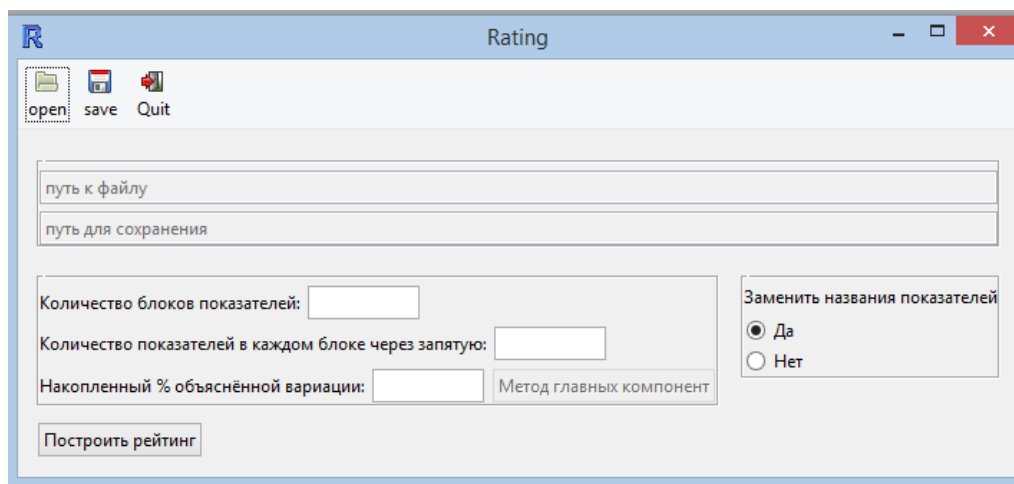 Rating
open save Quit
путь к файлу
путь для сохранения
Количество блоков показателей:
Количество показателей в каждом блоке через запятую:
Накопленный % объяснённой вариации: Метод главных компонент
Заменить названия показателей
Да
Нет
Построить рейтинг